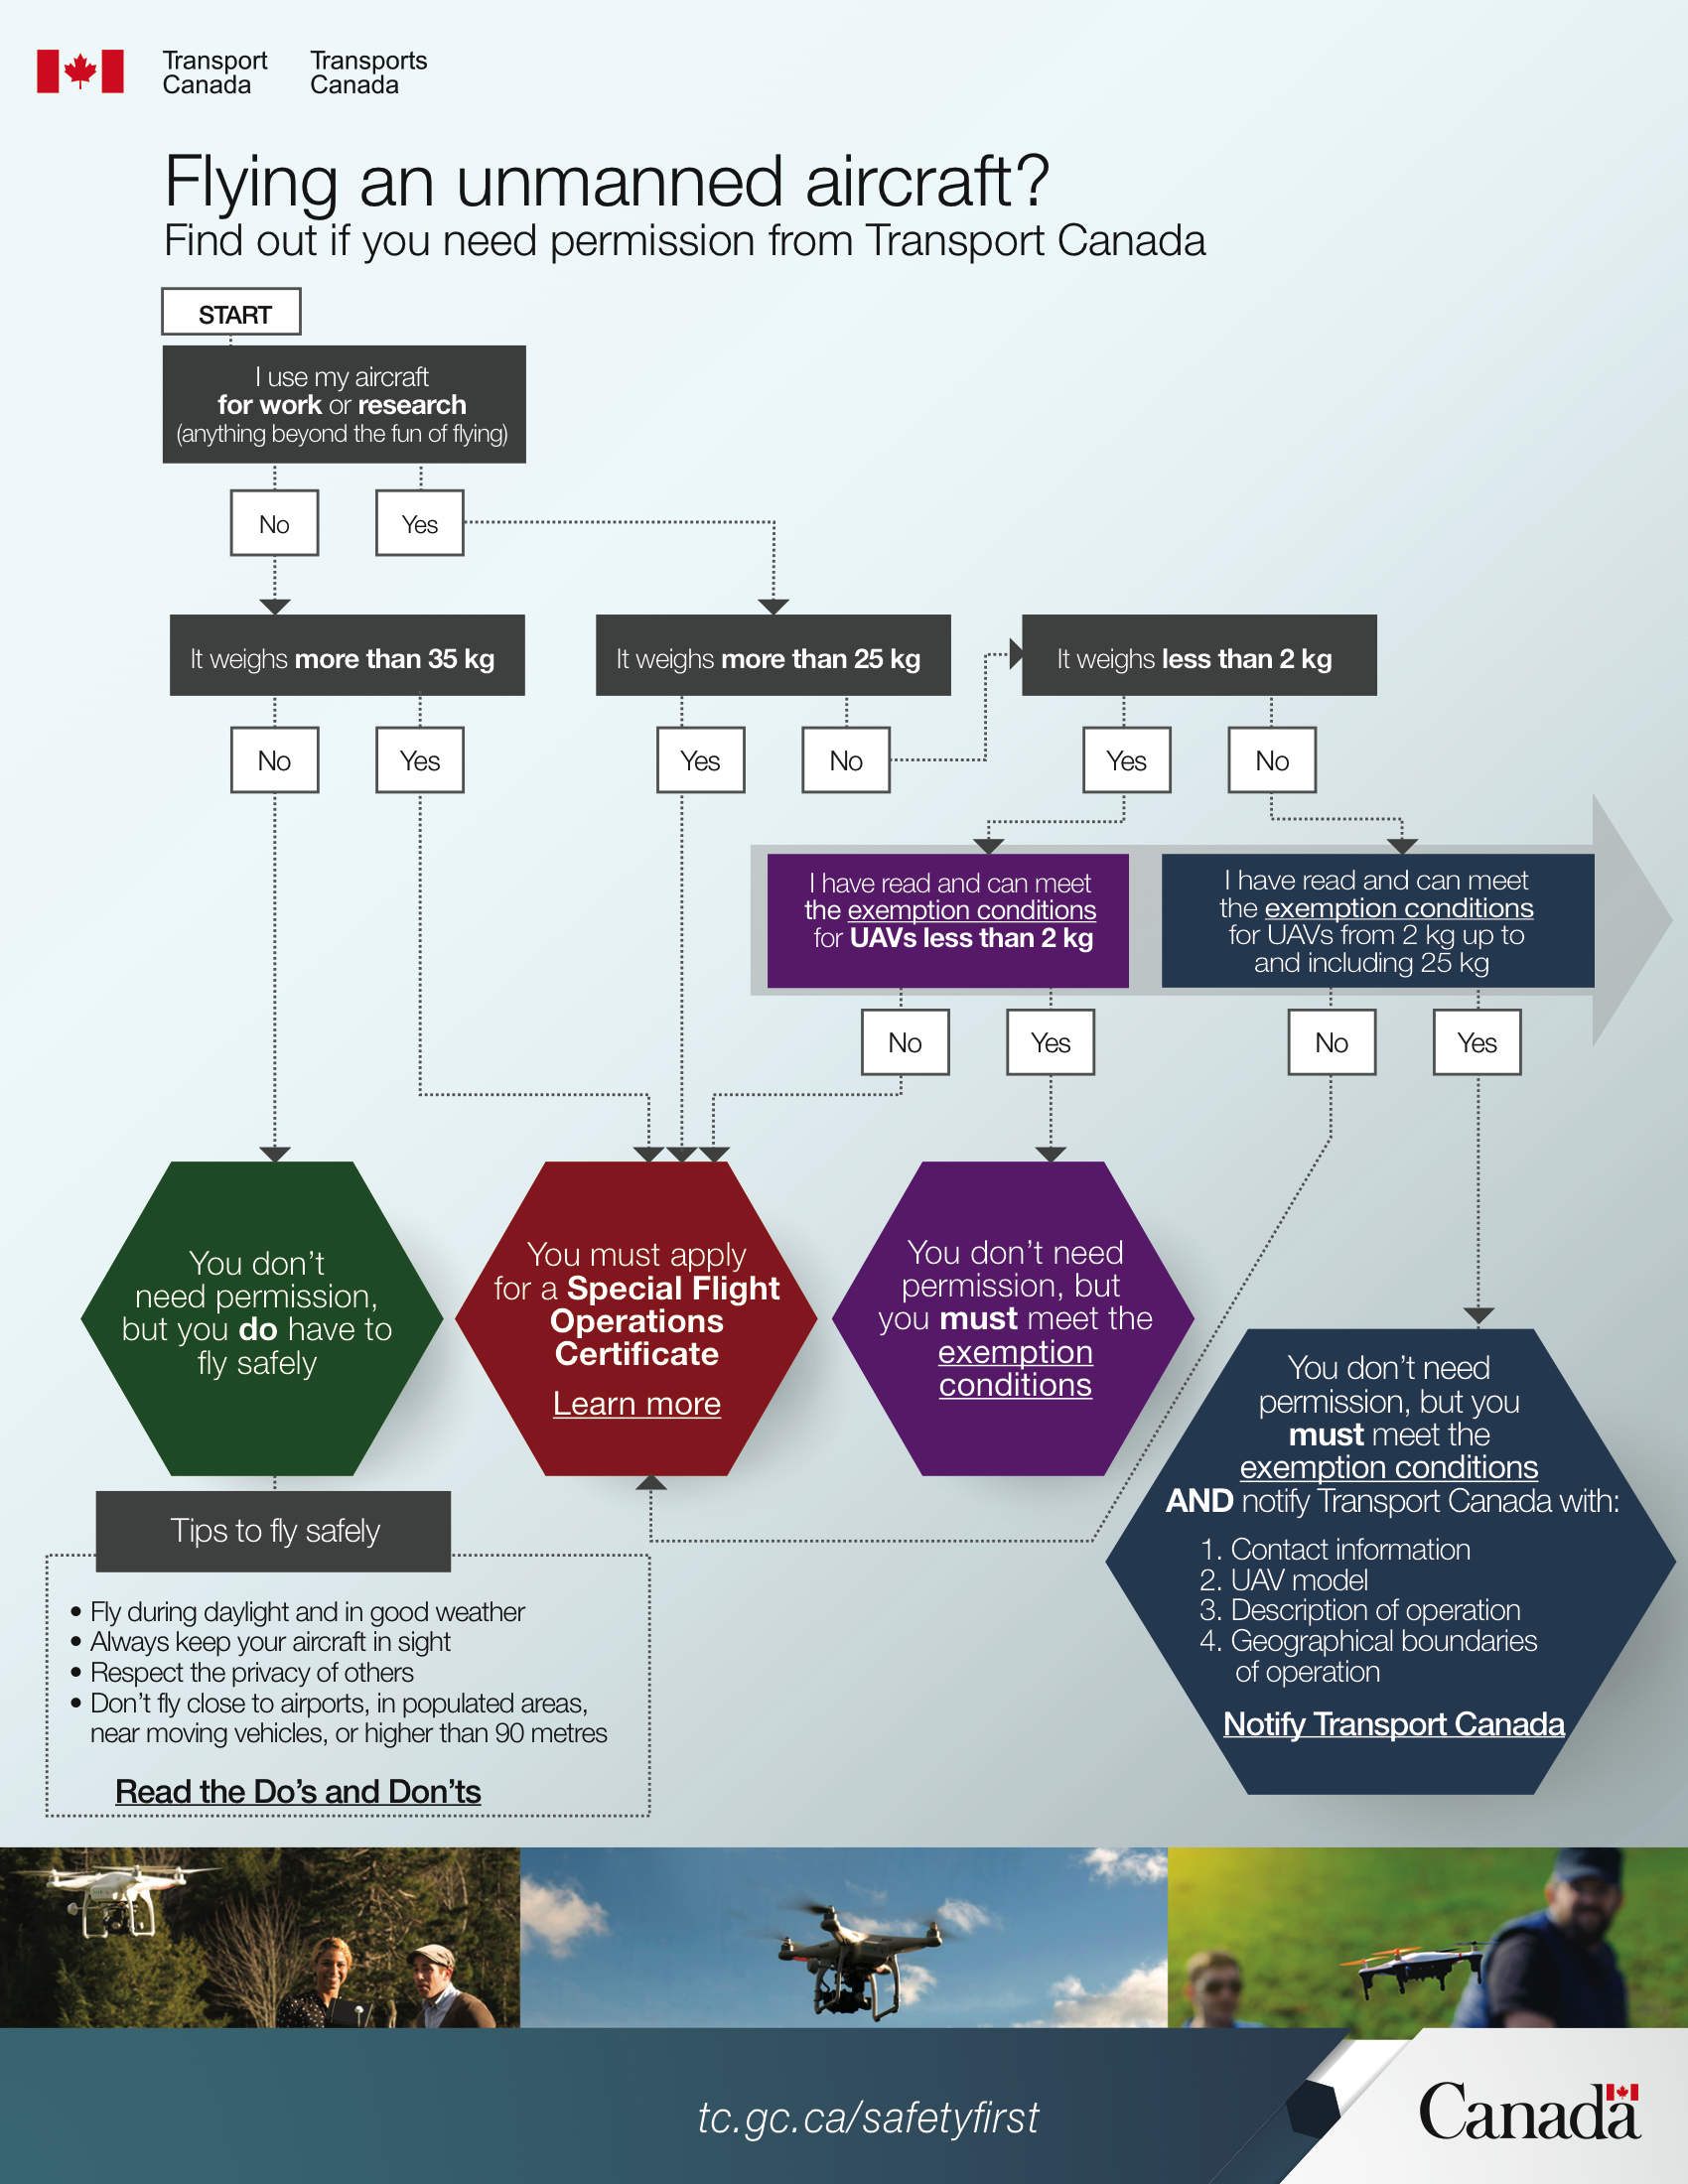 Transport
Canada
Transports
Canada
Flying an unmanned aircraft?
Find out if you need permission from Transport Canada
START
I use my aircraft
for work or research
(anything beyond the fun of flying)
No
Yes
It weighs more than 35 kg
It weighs more than 25 kg
It weighs less than 2 kg
No
Yes
Yes
No
Yes
No
I have read and can meet
the exemption conditions
for UAVs less than 2 kg
I have read and can meet
the exemption conditions
for UAVs from 2 kg up to
and including 25 kg
No
Yes
No
Yes
You don't
need permission,
but you do have to
fly safely
You must apply
for a Special Flight
Operations
Certificate
Learn more
You don't need
permission, but
you must meet the
exemption
conditions
You don't need
permission, but you
must meet the
exemption conditions
AND notify Transport Canada with:
1. Contact information
2. UAV model
3. Description of operation
4. Geographical boundaries
of operation
Notify Transport Canada
Tips to fly safely
• Fly during daylight and in good weather
• Always keep your aircraft in sight
• Respect the privacy of others
• Don't fly close to airports, in populated areas,
near moving vehicles, or higher than 90 metres
Read the Do's and Don'ts
tc.gc.ca/safetyfirst
Canada